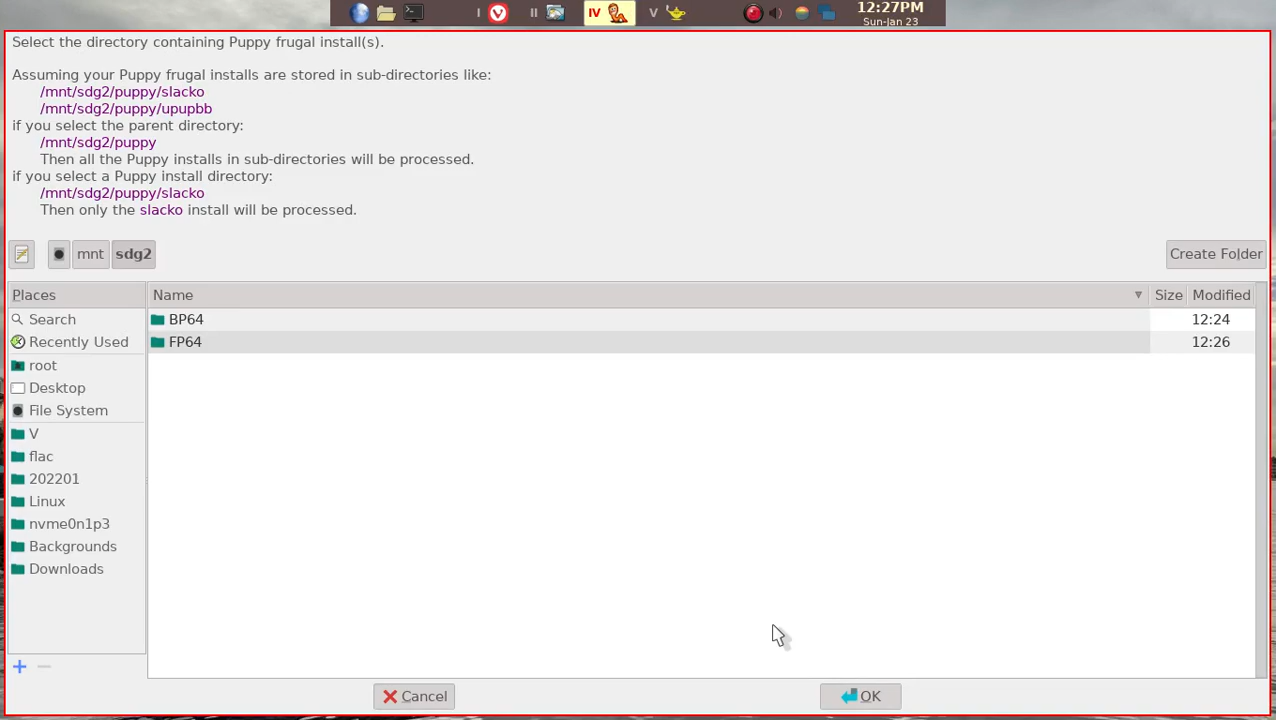 I II IV V 12:27PM
Sun-Jan 23
Select the directory containing Puppy frugal install(s).
Assuming your Puppy frugal installs are stored in sub-directories like:
/mnt/sdg2/puppy/slacko
/mnt/sdg2/puppy/upupbb
if you select the parent directory:
/mnt/sdg2/puppy
Then all the Puppy installs in sub-directories will be processed.
if you select a Puppy install directory:
/mnt/sdg2/puppy/slacko
Then only the slacko install will be processed.
mnt sdg2 Create Folder
Places Name Size Modified
Search BP64 12:24
Recently Used FP64 12:26
root
Desktop
File System
V
flac
202201
Linux
nvme0n1p3
Backgrounds
Downloads
Cancel OK